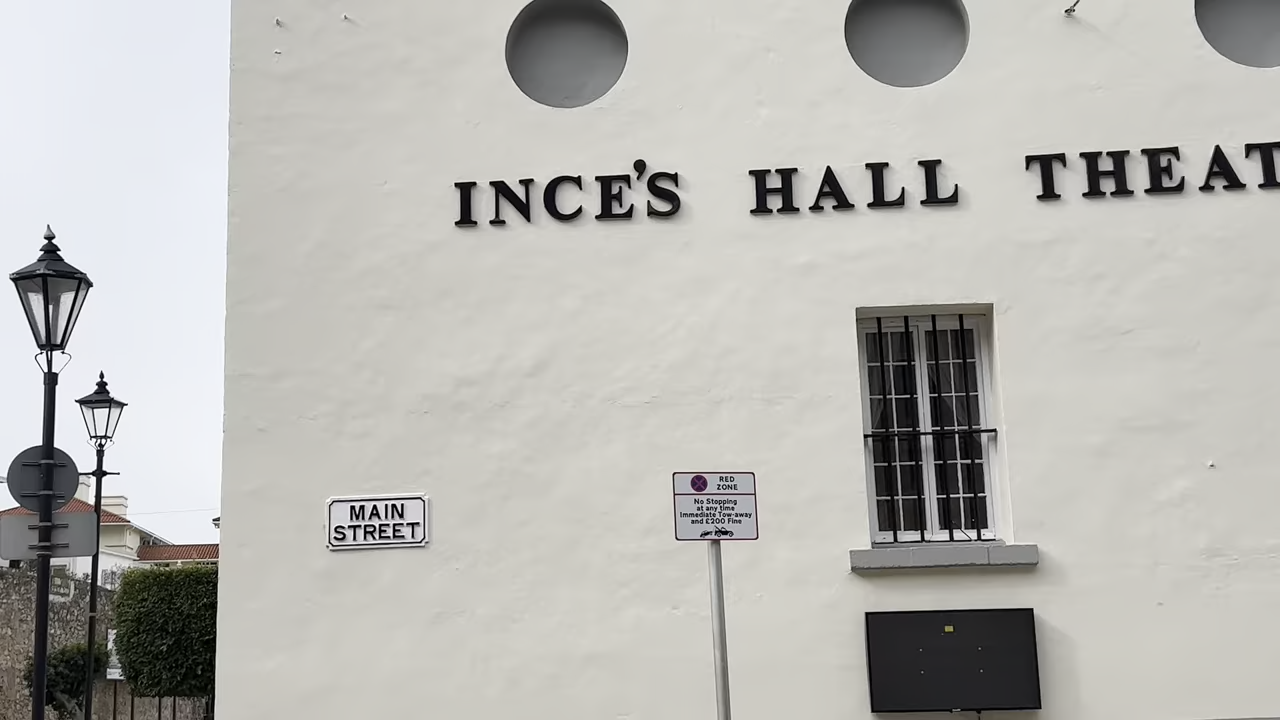 INCE'S HALL THEAT
MAIN
STREET
RED
ZONE
No Stopping
at any time
Immediate Tow-away
and £200 Fine